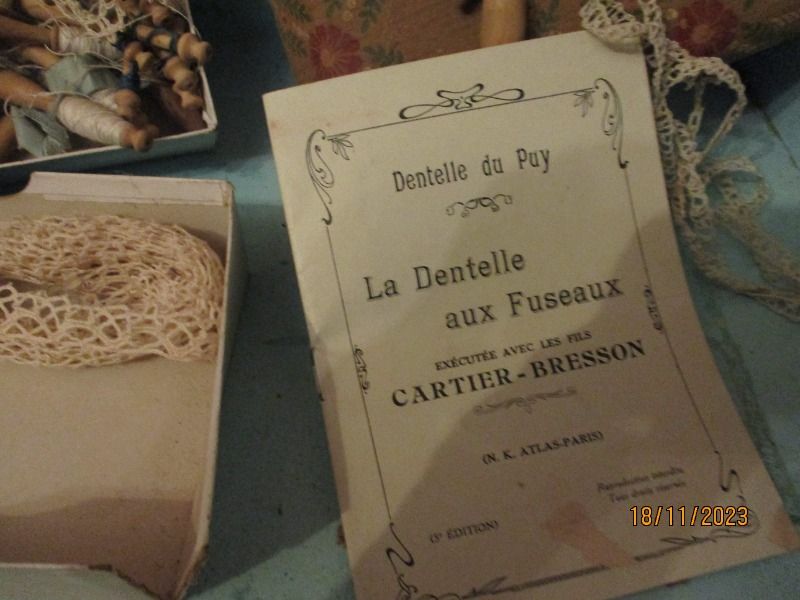 Dentelle du Puy
La Dentelle
aux Fuseaux
EXÉCUTÉE AVEC LES FILS
CARTIER-BRESSON
(N. K. ATLAS-PARIS)
Reproduction interdite
Tous droits réservés
(5e ÉDITION)
18/11/2023